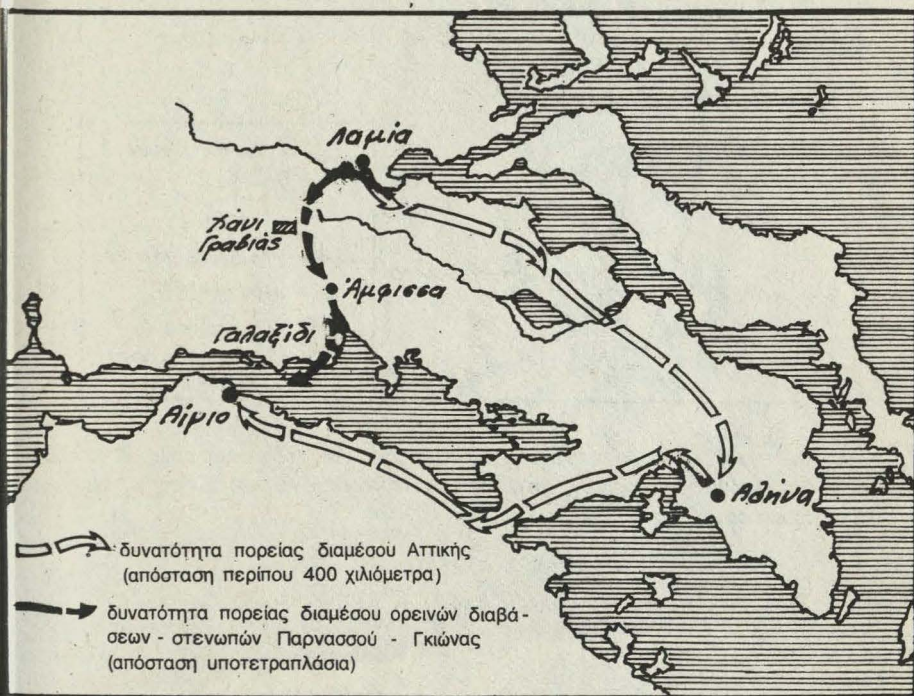 Λαμία
Χάνι
Γραβιάς
Ἀμφισσα
Γαλαξίδι
Αίγιο
Αθήνα
δυνατότητα πορείας διαμέσου Αττικής
(απόσταση περίπου 400 χιλιόμετρα)
δυνατότητα πορείας διαμέσου ορεινών διαβά-
σεων - στενωπών Παρνασσού - Γκιώνας
(απόσταση υποτετραπλάσια)